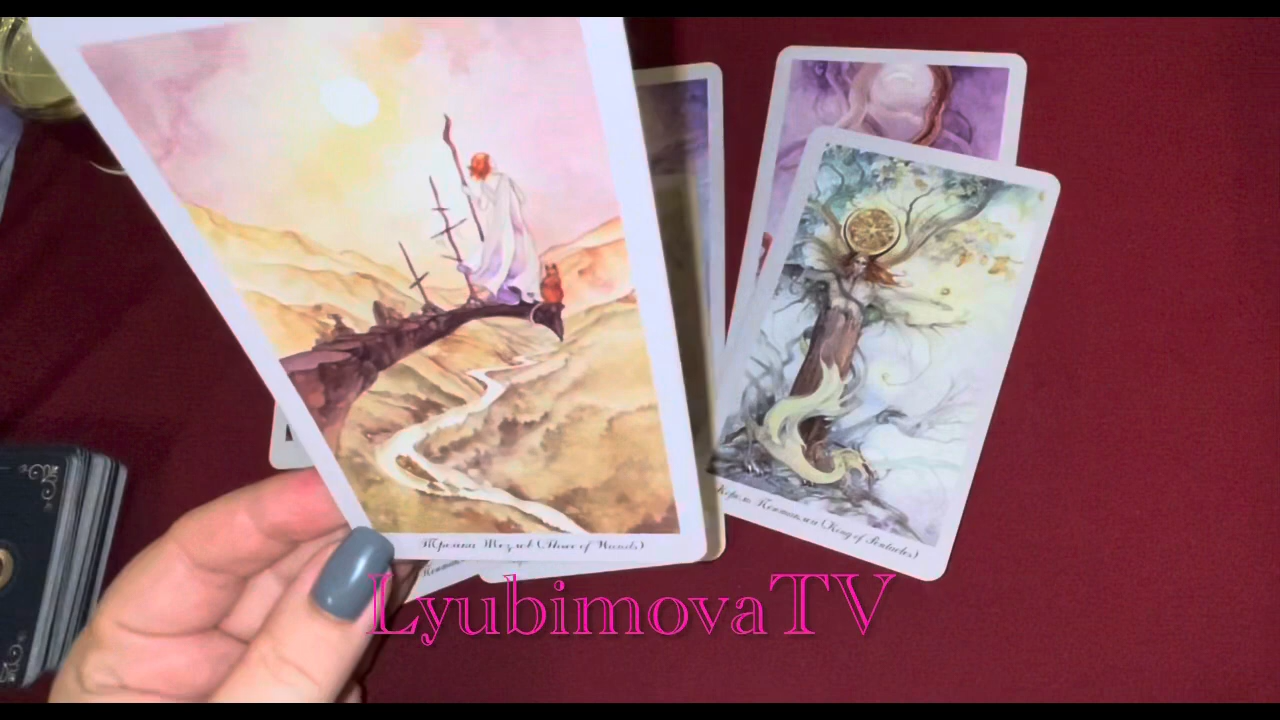 Тройка Жезлов (Three of Wands)
Король Пентаклей (King of Pentacles)
LyubimovaTV